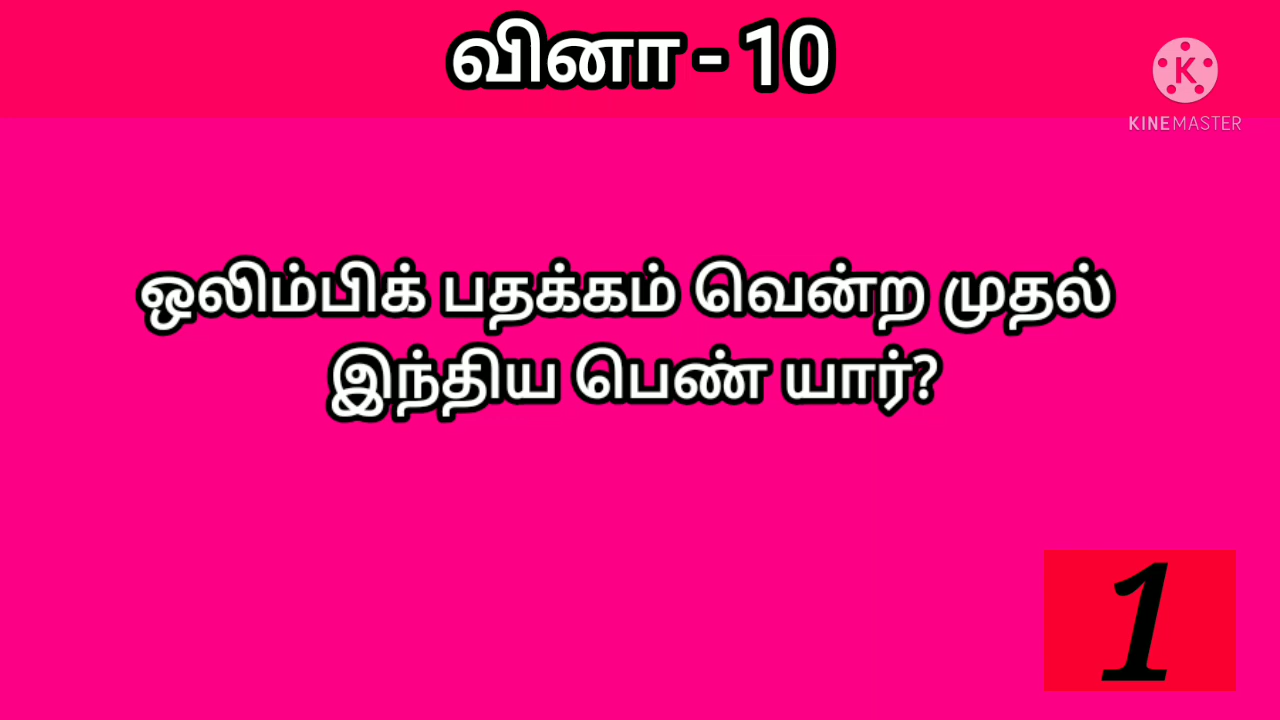 வினா - 10
K
KINEMASTER
ஒலிம்பிக் பதக்கம் வென்ற முதல்
இந்திய பெண் யார்?
1